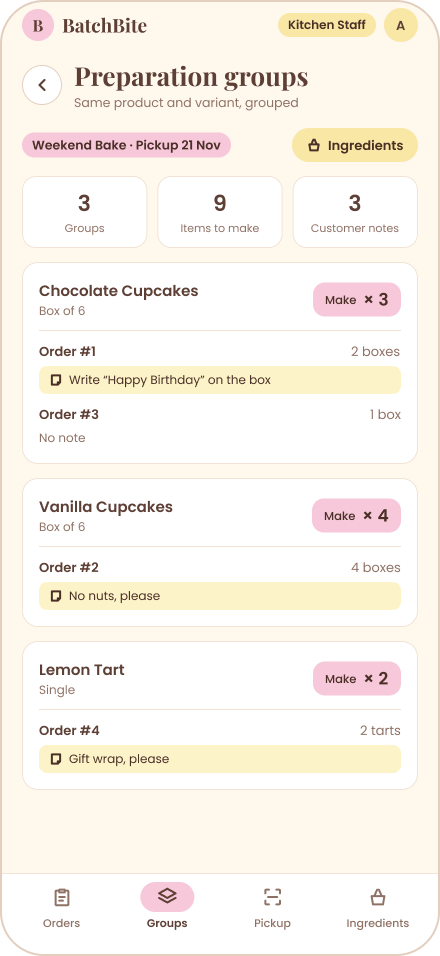 B BatchBite Kitchen Staff A
Preparation groups
Same product and variant, grouped
Weekend Bake · Pickup 21 Nov Ingredients
3 9 3
Groups Items to make Customer notes
Chocolate Cupcakes
Box of 6
Make × 3
Order #1 2 boxes
Write “Happy Birthday” on the box
Order #3 1 box
No note
Vanilla Cupcakes
Box of 6
Make × 4
Order #2 4 boxes
No nuts, please
Lemon Tart
Single
Make × 2
Order #4 2 tarts
Gift wrap, please
Orders Groups Pickup Ingredients